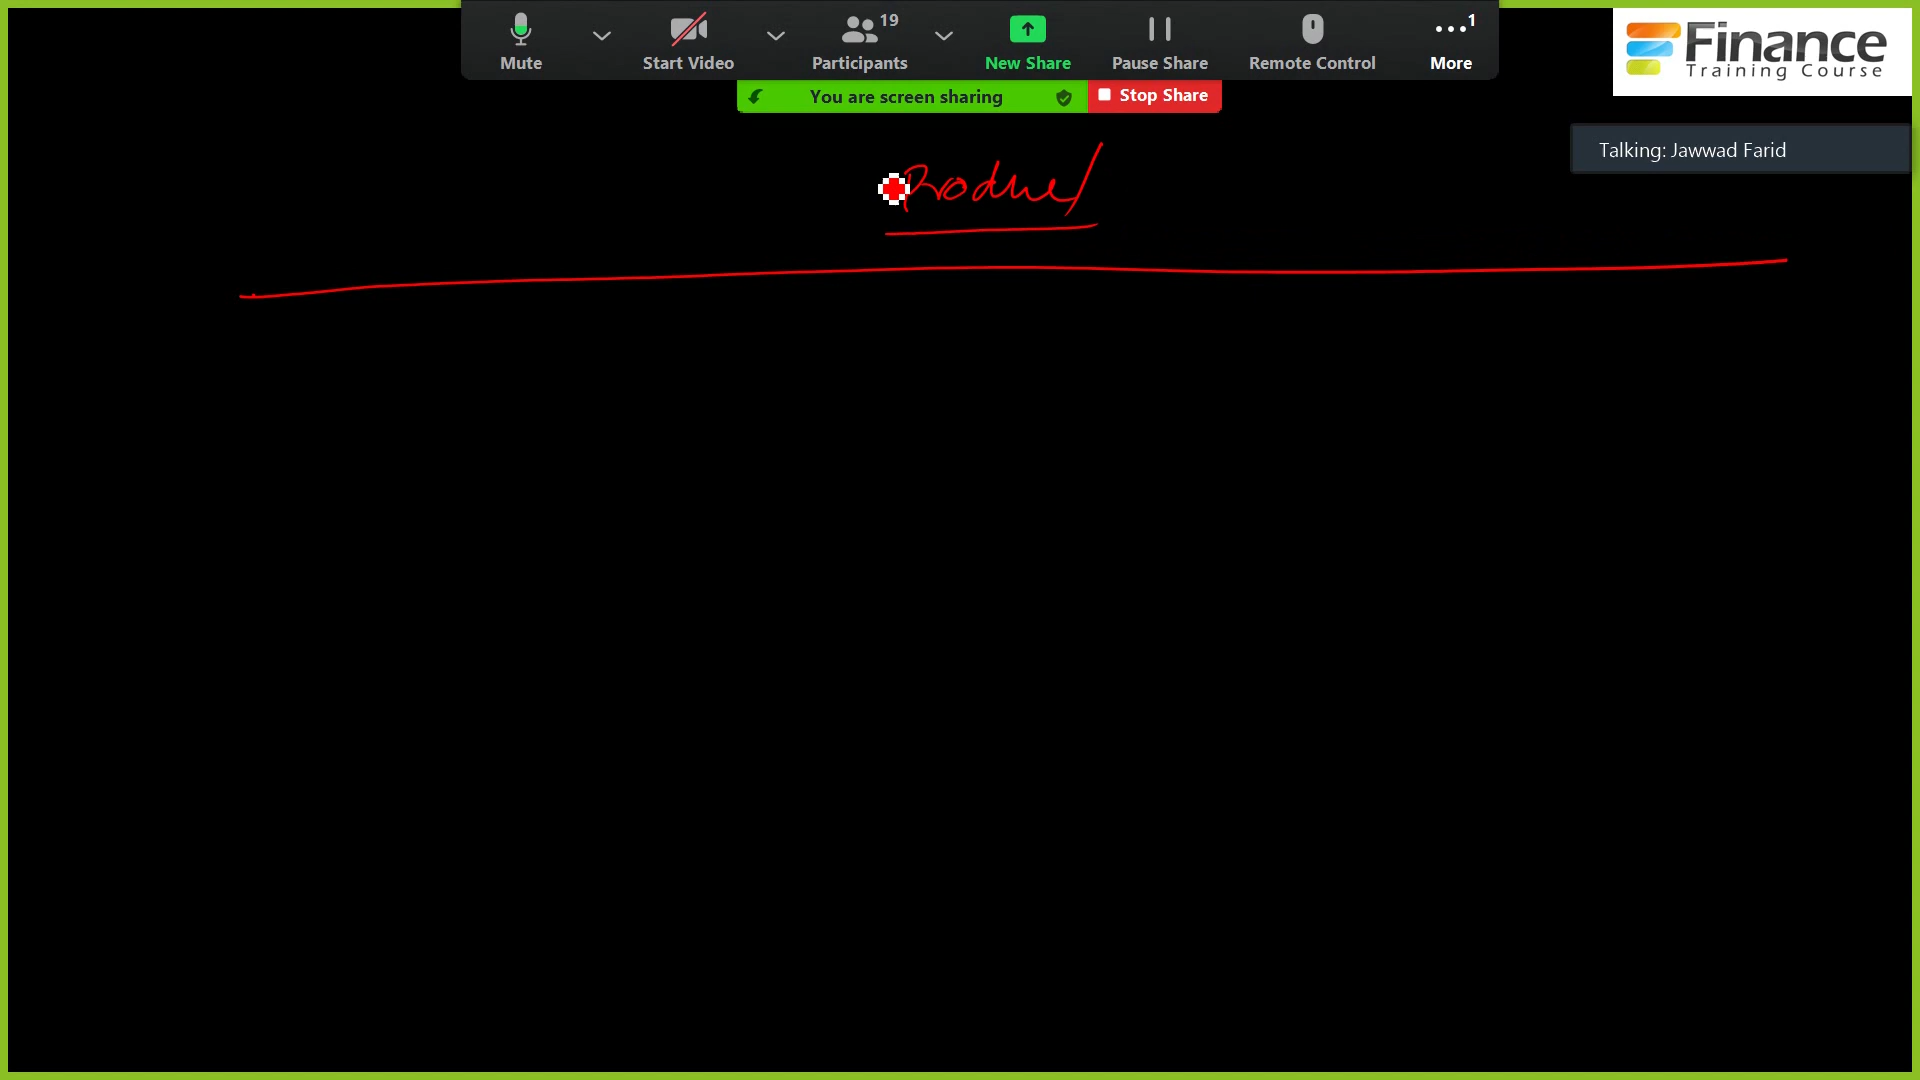 19
1
Mute
Start Video
Participants
New Share
Pause Share
Remote Control
More
Finance
Training Course
You are screen sharing
Stop Share
Talking: Jawwad Farid
Product